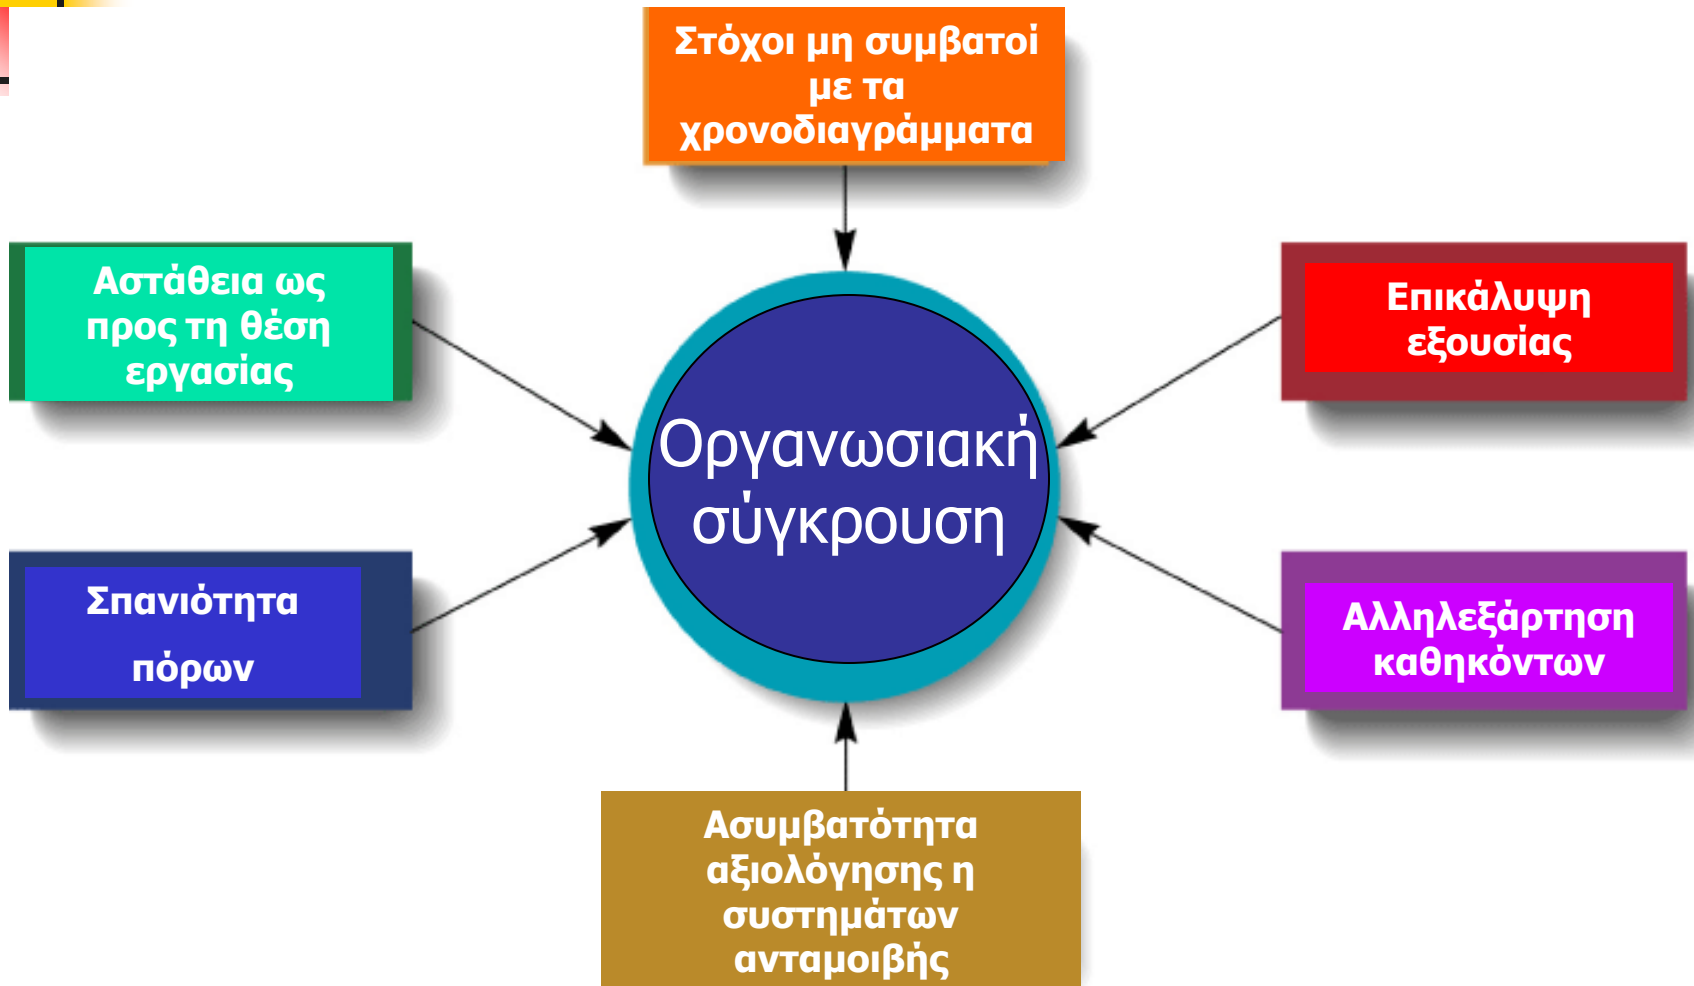 Στόχοι μη συμβατοί
με τα
χρονοδιαγράμματα
Αστάθεια ως
προς τη θέση
εργασίας
Επικάλυψη
εξουσίας
Οργανωσιακή
σύγκρουση
Σπανιότητα
πόρων
Αλληλεξάρτηση
καθηκόντων
Ασυμβατότητα
αξιολόγησης η
συστημάτων
ανταμοιβής